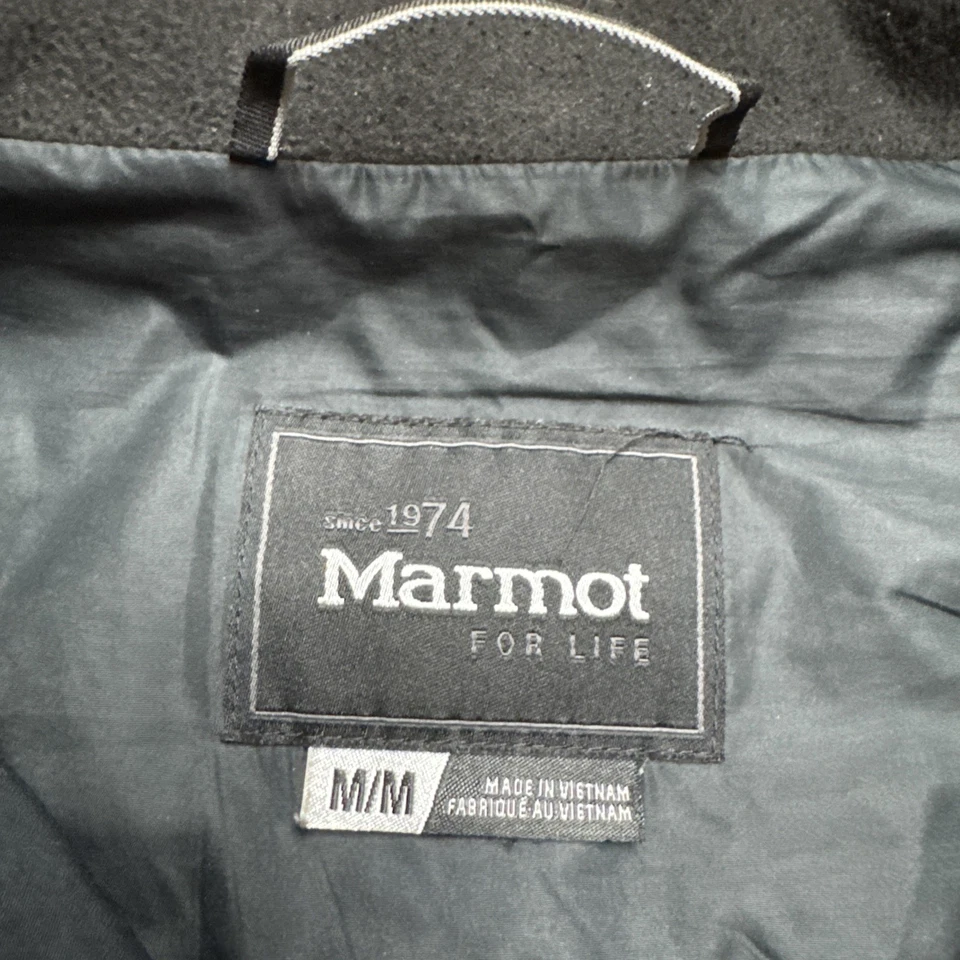 since 1974
Marmot
FOR LIFE
M/M
MADE IN VIETNAM
FABRIQUÉ AU VIETNAM